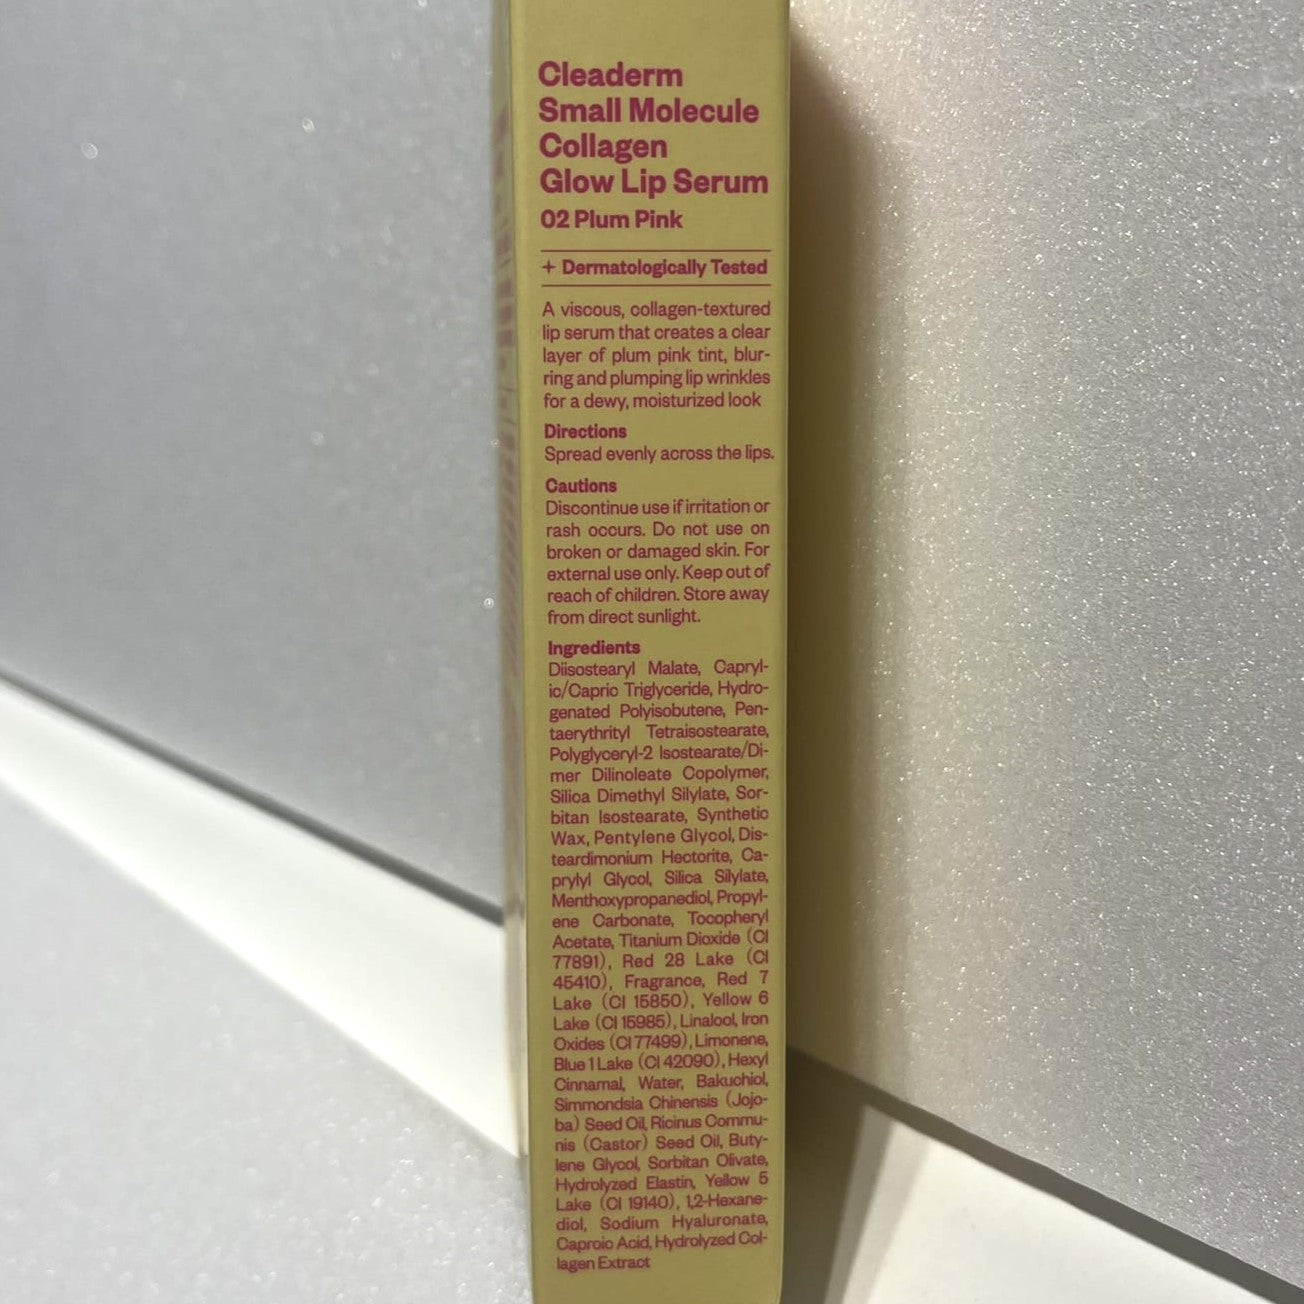 Cleaderm
Small Molecule
Collagen
Glow Lip Serum
02 Plum Pink
+ Dermatologically Tested
A viscous, collagen-textured
lip serum that creates a clear
layer of plum pink tint, blur-
ring and plumping lip wrinkles
for a dewy, moisturized look
Directions
Spread evenly across the lips.
Cautions
Discontinue use if irritation or
rash occurs. Do not use on
broken or damaged skin. For
external use only. Keep out of
reach of children. Store away
from direct sunlight.
Ingredients
Diisostearyl Malate, Capryl-
ic/Capric Triglyceride, Hydro-
genated Polyisobutene, Pen-
taerythrityl Tetraisostearate,
Polyglyceryl-2 Isostearate/Di-
mer Dilinoleate Copolymer,
Silica Dimethyl Silylate, Sor-
bitan Isostearate, Synthetic
Wax, Pentylene Glycol, Dis-
teardimonium Hectorite, Ca-
prylyl Glycol, Silica Silylate,
Menthoxypropanediol, Propyl-
ene Carbonate, Tocopheryl
Acetate, Titanium Dioxide (CI
77891), Red 28 Lake (CI
45410), Fragrance, Red 7
Lake (CI 15850), Yellow 6
Lake (CI 15985), Linalool, Iron
Oxides (CI 77499), Limonene,
Blue 1 Lake (CI 42090), Hexyl
Cinnamal, Water, Bakuchiol,
Simmondsia Chinensis (Jojo-
ba) Seed Oil, Ricinus Commu-
nis (Castor) Seed Oil, Buty-
lene Glycol, Sorbitan Olivate,
Hydrolyzed Elastin, Yellow 5
Lake (CI 19140), 1,2-Hexane-
diol, Sodium Hyaluronate,
Caproic Acid, Hydrolyzed Col-
lagen Extract